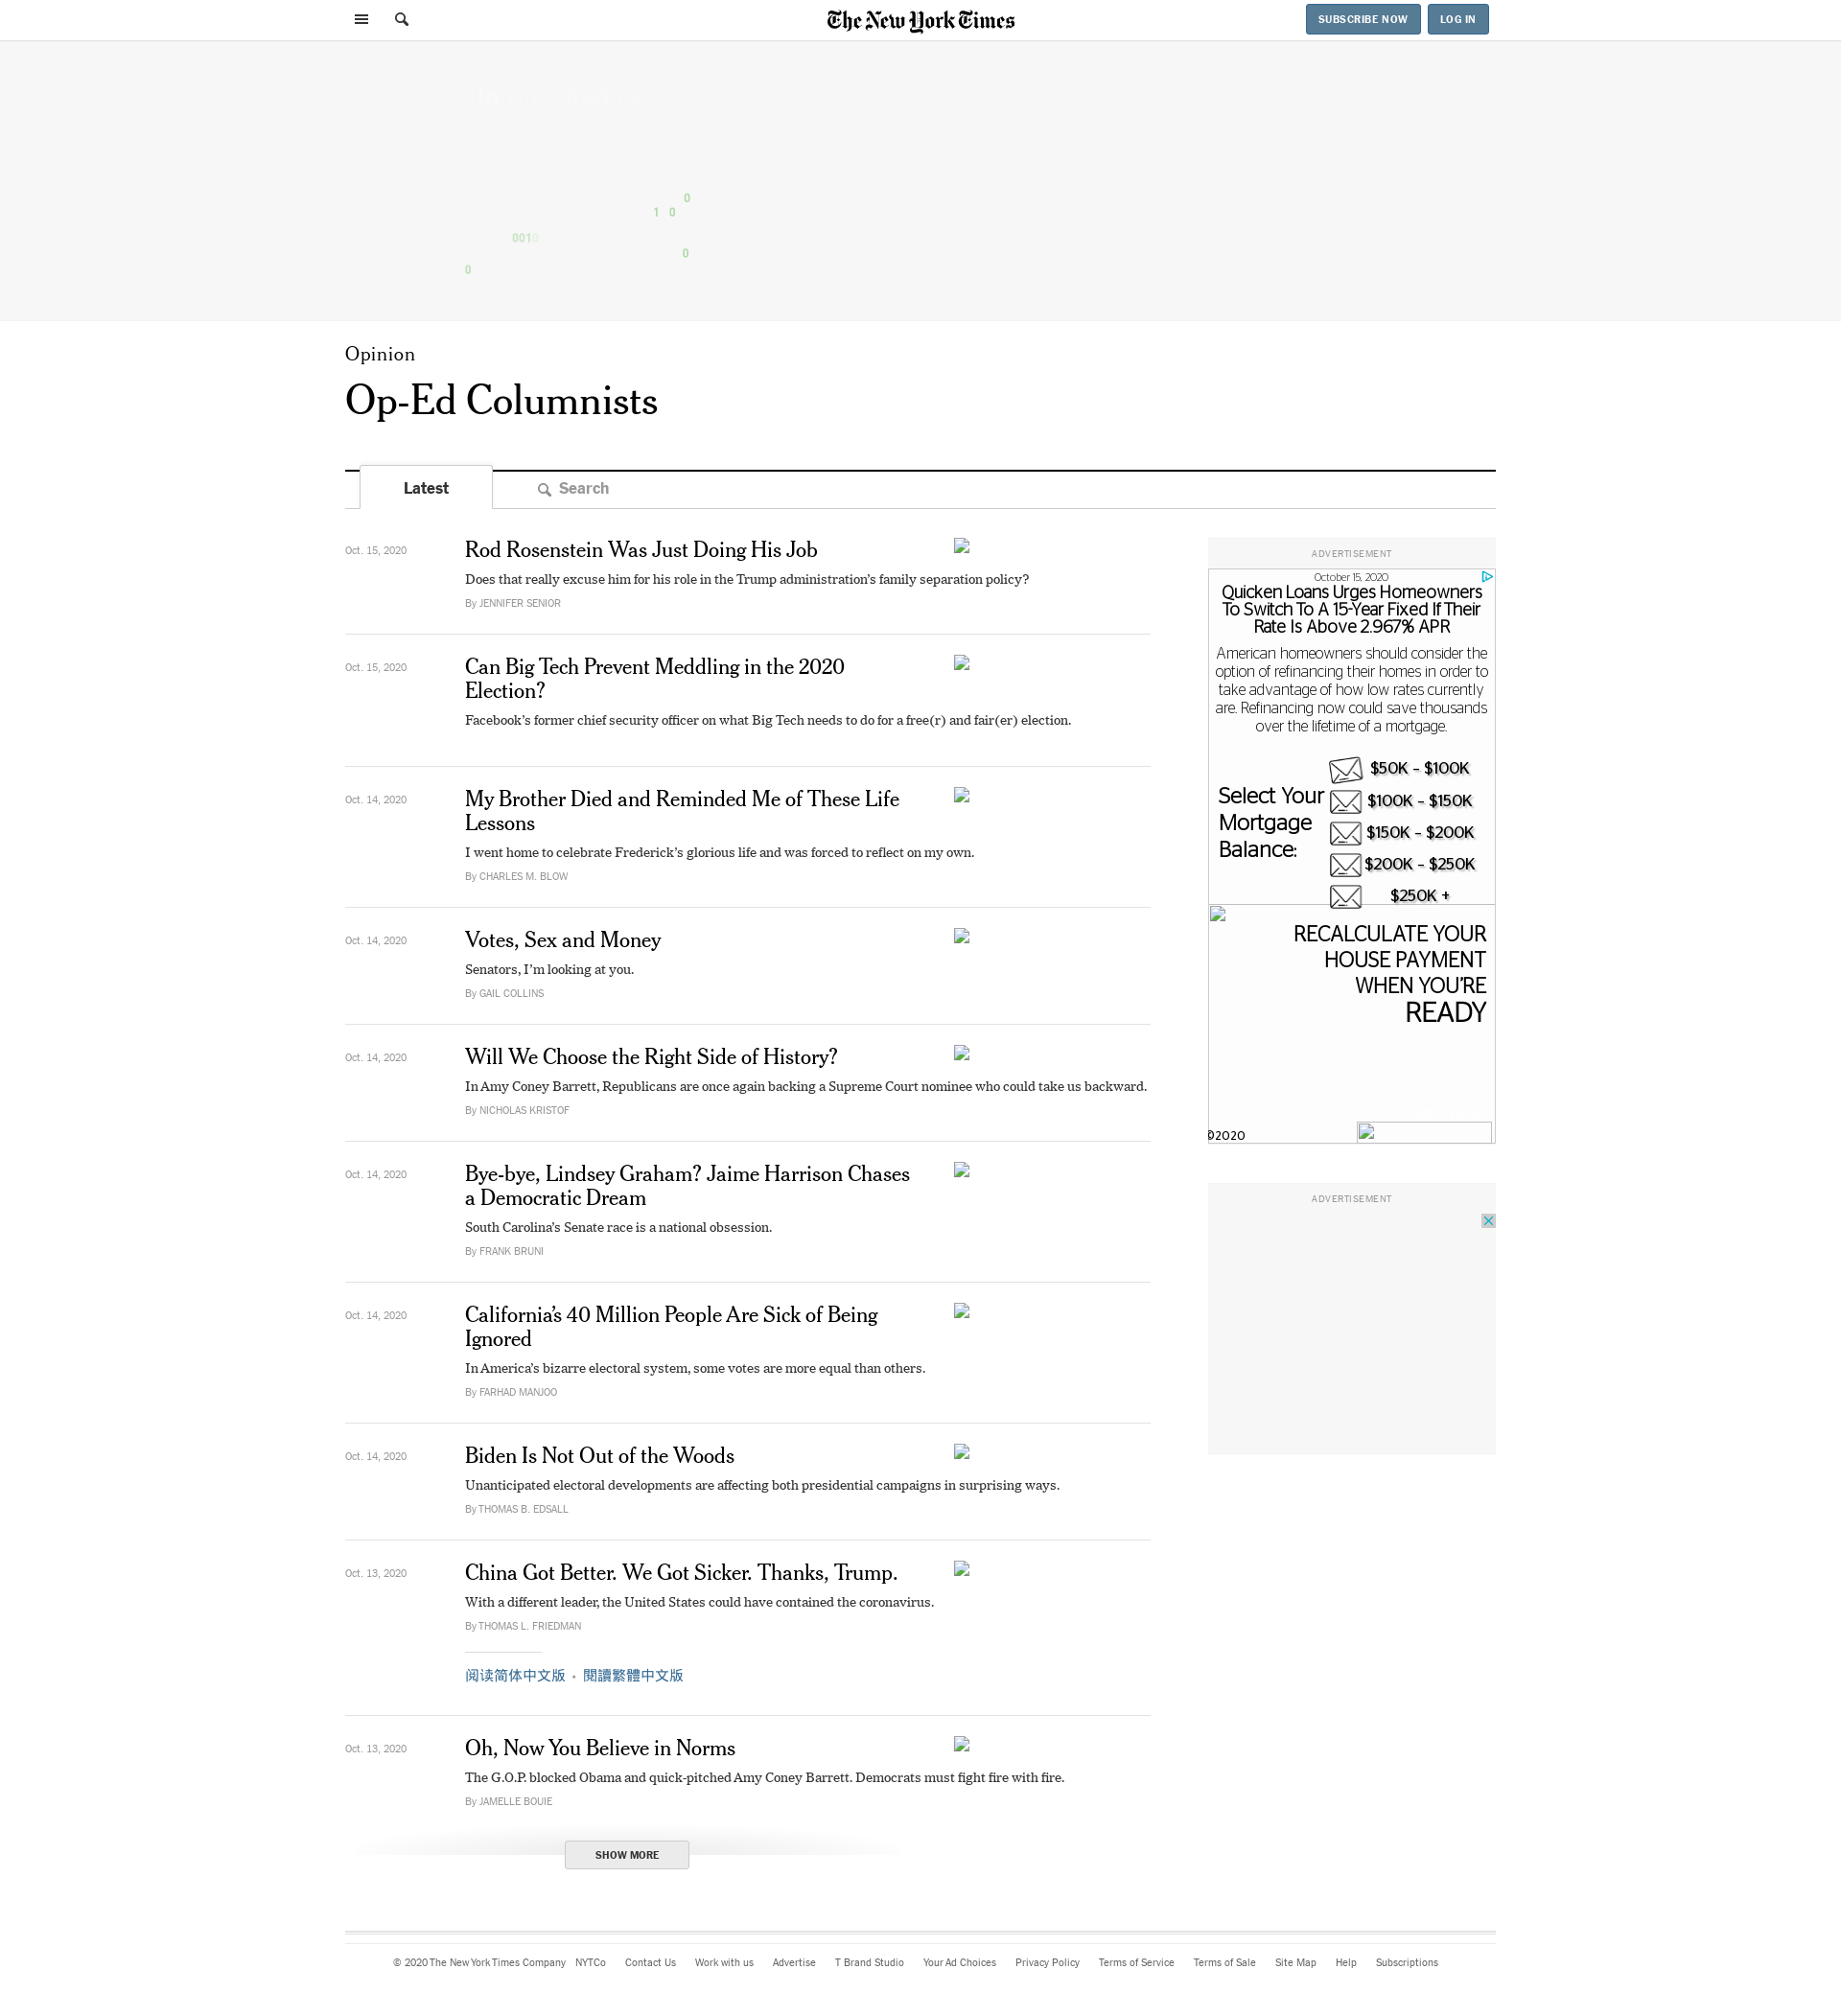 The New York Times
SUBSCRIBE NOW
LOG IN
0
1 0
0010
0
0
Opinion
Op-Ed Columnists
Latest
Search
Oct. 15, 2020
Rod Rosenstein Was Just Doing His Job
Does that really excuse him for his role in the Trump administration’s family separation policy?
By JENNIFER SENIOR
Oct. 15, 2020
Can Big Tech Prevent Meddling in the 2020
Election?
Facebook’s former chief security officer on what Big Tech needs to do for a free(r) and fair(er) election.
Oct. 14, 2020
My Brother Died and Reminded Me of These Life
Lessons
I went home to celebrate Frederick’s glorious life and was forced to reflect on my own.
By CHARLES M. BLOW
Oct. 14, 2020
Votes, Sex and Money
Senators, I’m looking at you.
By GAIL COLLINS
Oct. 14, 2020
Will We Choose the Right Side of History?
In Amy Coney Barrett, Republicans are once again backing a Supreme Court nominee who could take us backward.
By NICHOLAS KRISTOF
Oct. 14, 2020
Bye-bye, Lindsey Graham? Jaime Harrison Chases
a Democratic Dream
South Carolina’s Senate race is a national obsession.
By FRANK BRUNI
Oct. 14, 2020
California’s 40 Million People Are Sick of Being
Ignored
In America’s bizarre electoral system, some votes are more equal than others.
By FARHAD MANJOO
Oct. 14, 2020
Biden Is Not Out of the Woods
Unanticipated electoral developments are affecting both presidential campaigns in surprising ways.
By THOMAS B. EDSALL
Oct. 13, 2020
China Got Better. We Got Sicker. Thanks, Trump.
With a different leader, the United States could have contained the coronavirus.
By THOMAS L. FRIEDMAN
阅读简体中文版 • 閱讀繁體中文版
Oct. 13, 2020
Oh, Now You Believe in Norms
The G.O.P. blocked Obama and quick-pitched Amy Coney Barrett. Democrats must fight fire with fire.
By JAMELLE BOUIE
SHOW MORE
ADVERTISEMENT
October 15, 2020
Quicken Loans Urges Homeowners
To Switch To A 15-Year Fixed If Their
Rate Is Above 2.967% APR
American homeowners should consider the
option of refinancing their homes in order to
take advantage of how low rates currently
are. Refinancing now could save thousands
over the lifetime of a mortgage.
Select Your
Mortgage
Balance:
$50K - $100K
$100K - $150K
$150K - $200K
$200K - $250K
$250K +
RECALCULATE YOUR
HOUSE PAYMENT
WHEN YOU’RE
READY
©2020
ADVERTISEMENT
© 2020 The New York Times Company NYTCo Contact Us Work with us Advertise T Brand Studio Your Ad Choices Privacy Policy Terms of Service Terms of Sale Site Map Help Subscriptions